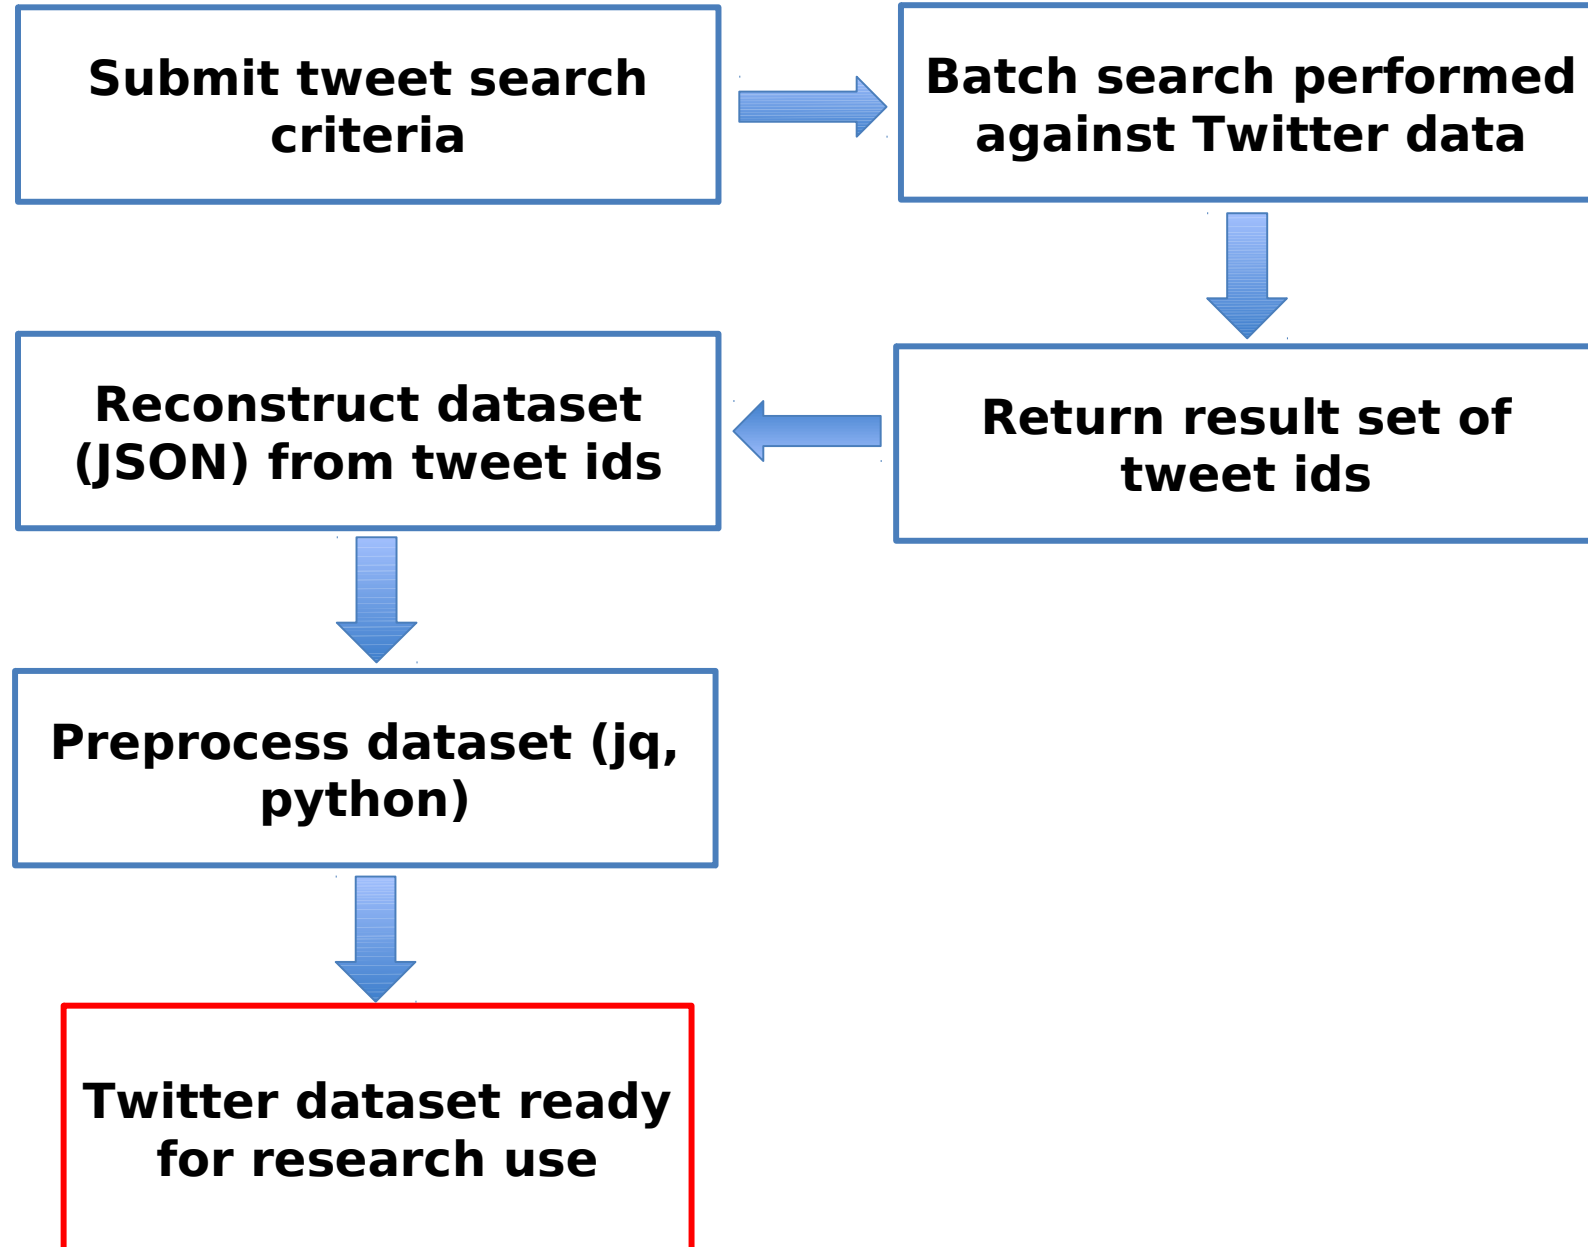 Submit tweet search
criteria
Batch search performed
against Twitter data
Return result set of
tweet ids
Reconstruct dataset
(JSON) from tweet ids
Preprocess dataset (jq,
python)
Twitter dataset ready
for research use